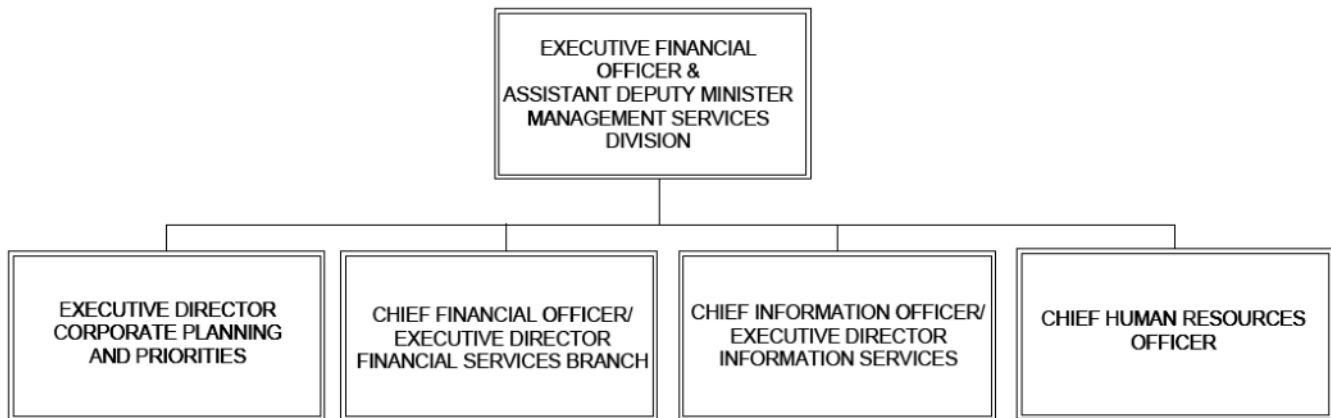 EXECUTIVE FINANCIAL
OFFICER &
ASSISTANT DEPUTY MINISTER
MANAGEMENT SERVICES
DIVISION
EXECUTIVE DIRECTOR
CORPORATE PLANNING
AND PRIORITIES
CHIEF FINANCIAL OFFICER/
EXECUTIVE DIRECTOR
FINANCIAL SERVICES BRANCH
CHIEF INFORMATION OFFICER/
EXECUTIVE DIRECTOR
INFORMATION SERVICES
CHIEF HUMAN RESOURCES
OFFICER